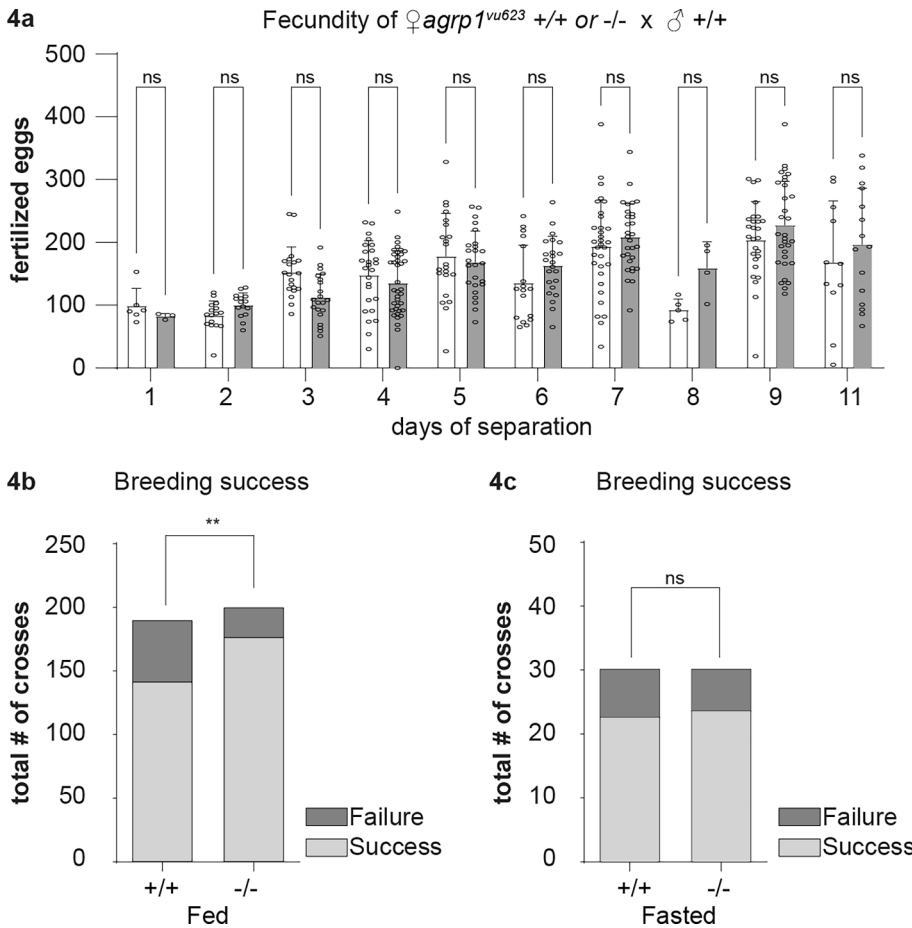 4a Fecundity of ♀agrp1vu623 +/+ or -/- x ♂ +/+
fertilized eggs
500
400
300
200
100
0
ns ns ns ns ns ns ns ns ns ns
1 2 3 4 5 6 7 8 9 11
days of separation
4b Breeding success
total # of crosses
250
200
150
100
50
0
**
Failure
Success
+/+ -/-
Fed
4c Breeding success
total # of crosses
50
40
30
20
10
0
ns
Failure
Success
+/+ -/-
Fasted